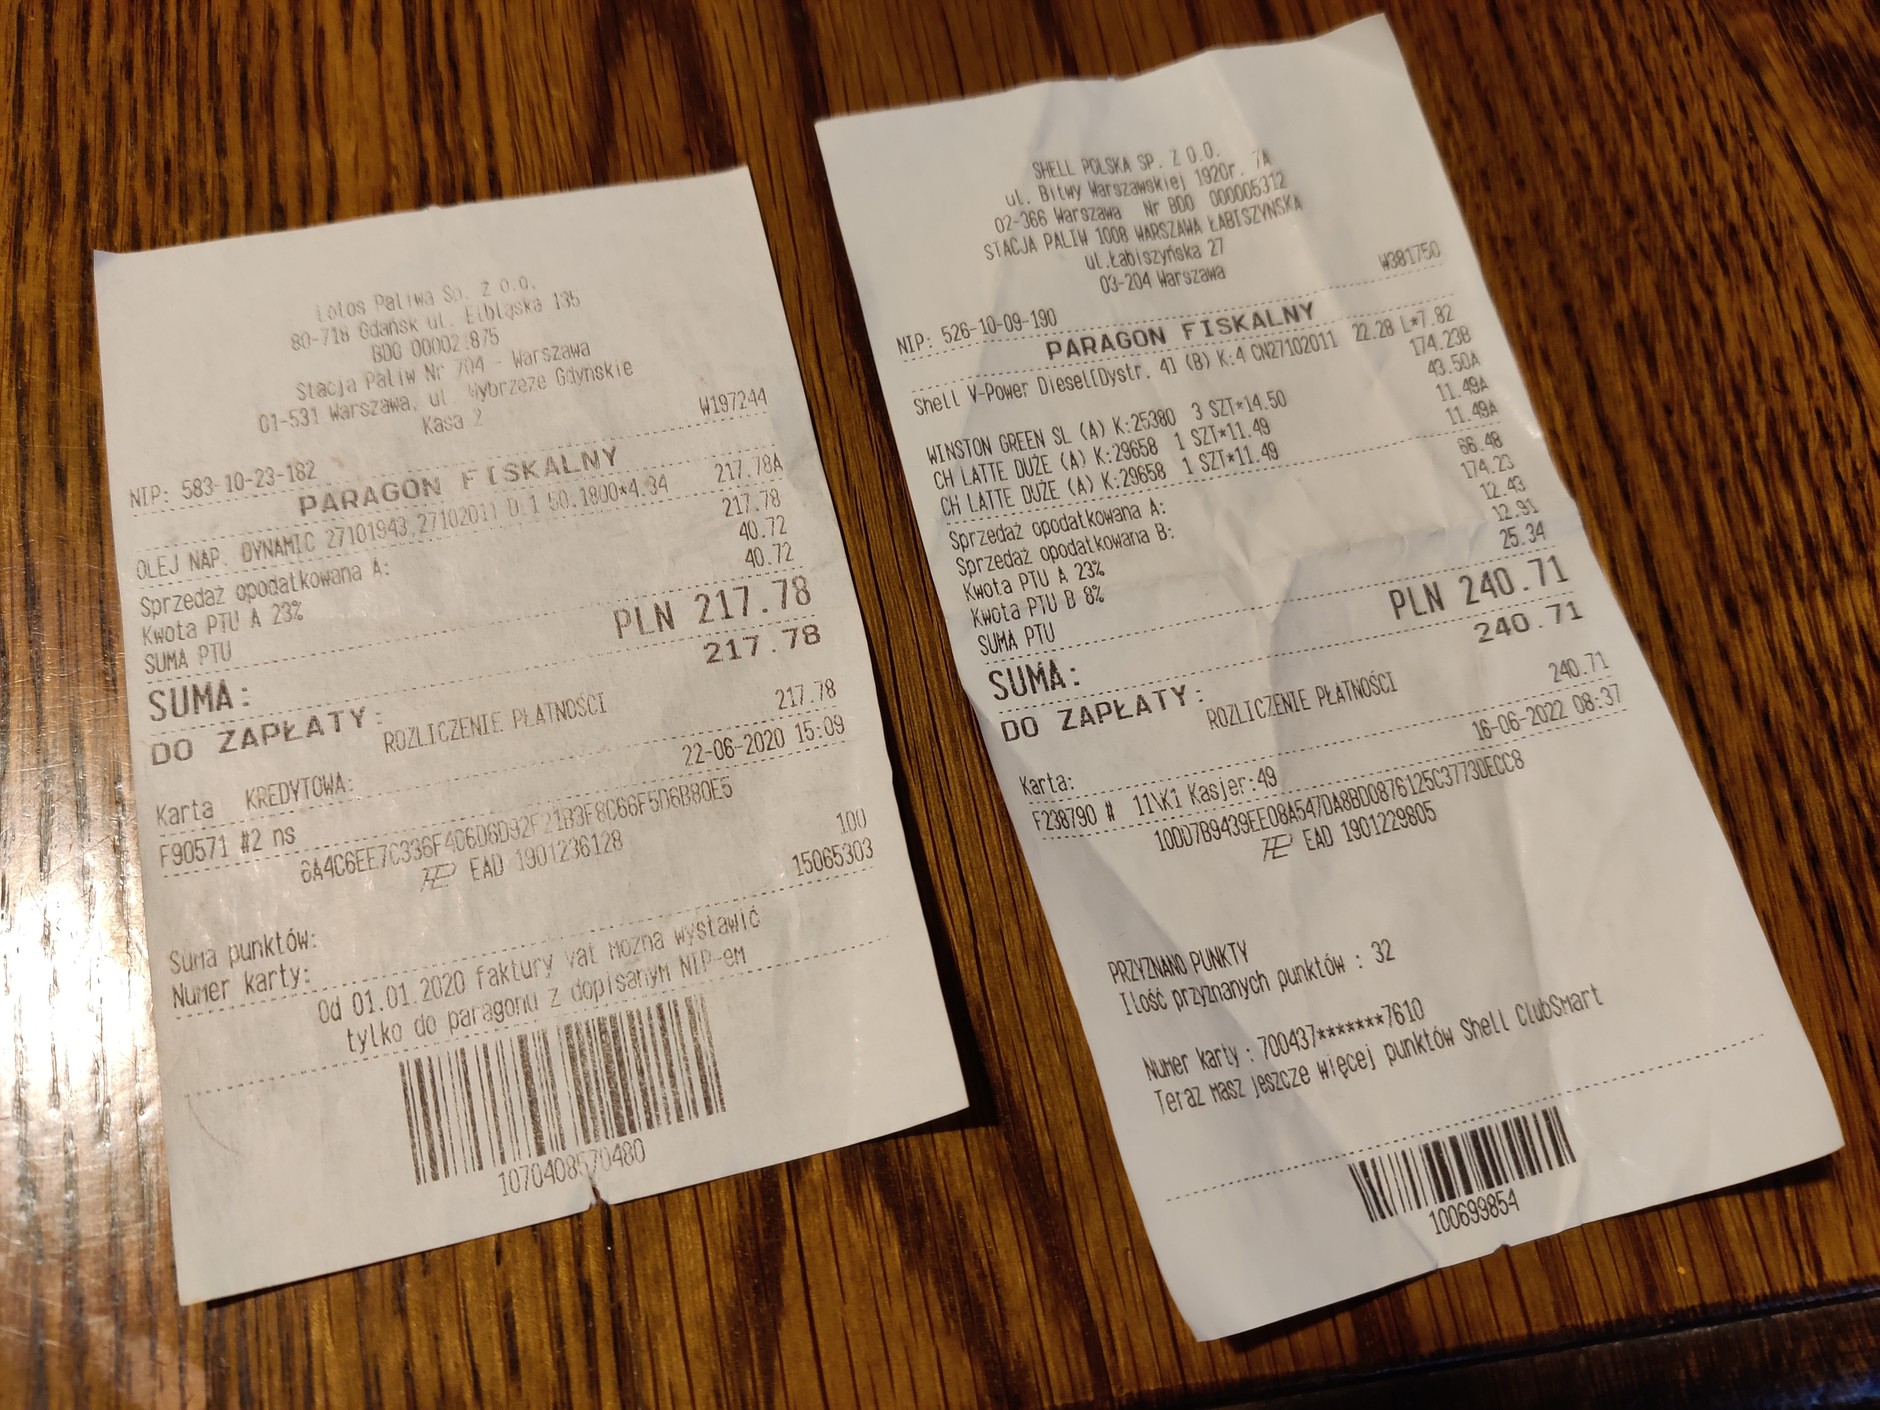 Lotos Paliwa Sp. z o.o.
80-718 Gdańsk ul. Elbląska 135
BDO 00002 875
Stacja Paliw Nr 704 - Warszawa
01-531 Warszawa, ul Wybrzeże Gdyńskie
Kasa 2
W197244
NIP: 583-10-23-182
PARAGON FISKALNY
OLEJ NAP. DYNAMIC 27101943,27102011 D.1 50.1800*4.34 217.78A
Sprzedaż opodatkowana A: 217.78
Kwota PTU A 23% 40.72
SUMA PTU 40.72
SUMA: PLN 217.78
DO ZAPŁATY: 217.78
ROZLICZENIE PŁATNOŚCI
Karta KREDYTOWA: 217.78
F90571 #2 ns 22-06-2020 15:09
6A4C6EE7C336F406D6D92F21B3F8C66F5D6B80E5
EAD 1901236128
Suma punktów: 100
Numer karty: 15065303
Od 01.01.2020 faktury vat można wystawić
tylko do paragonu z dopisanym NIP-em
1070408570480
SHELL POLSKA SP. Z O.O.
ul. Bitwy Warszawskiej 1920r. 7A
02-366 Warszawa Nr BDO 000005312
STACJA PALIW 1008 WARSZAWA ŁABISZYŃSKA
ul.Łabiszyńska 27
03-204 Warszawa
W381750
NIP: 526-10-09-190
PARAGON FISKALNY
Shell V-Power Diesel[Dystr. 4] (B) K:4 CN27102011 22.28 L*7.82
174.23B
WINSTON GREEN SL (A) K:25380 3 SZT*14.50 43.50A
CH LATTE DUŻE (A) K:29658 1 SZT*11.49 11.49A
CH LATTE DUŻE (A) K:29658 1 SZT*11.49 11.49A
Sprzedaż opodatkowana A: 66.48
Sprzedaż opodatkowana B: 174.23
Kwota PTU A 23% 12.43
Kwota PTU B 8% 12.91
SUMA PTU 25.34
SUMA: PLN 240.71
DO ZAPŁATY: 240.71
ROZLICZENIE PŁATNOŚCI
Karta: 240.71
F238790 # 11\K1 Kasjer:49 16-06-2022 08:37
10DD7B9439EE08A547DA8BD0876125C3773DECC8
EAD 1901229805
PRZYZNANO PUNKTY
Ilość przyznanych punktów : 32
Numer karty : 700437*******7610
Teraz masz jeszcze więcej punktów Shell ClubSmart
100699854